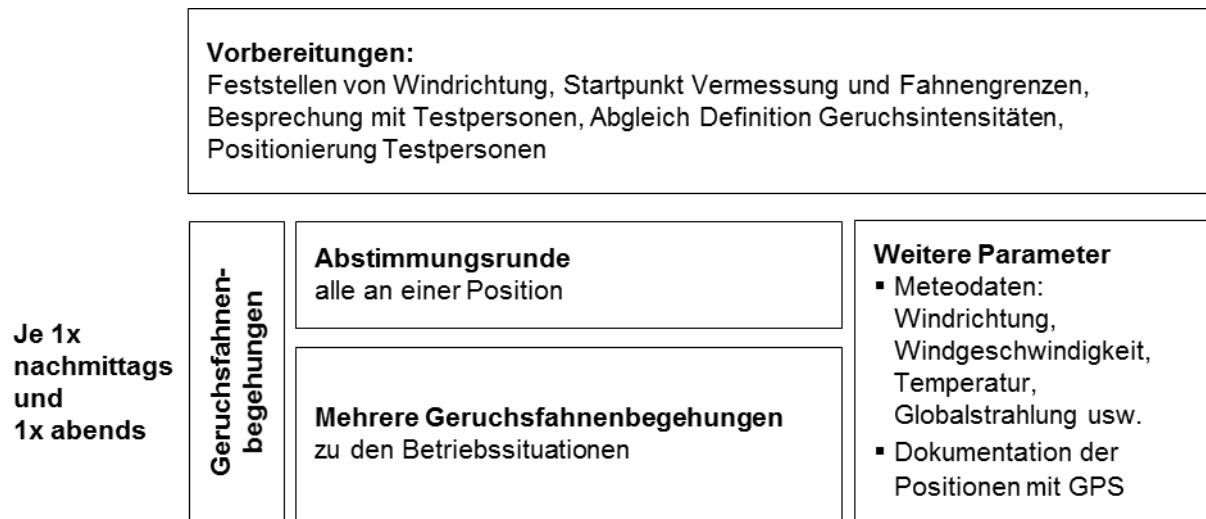 Vorbereitungen:
Feststellen von Windrichtung, Startpunkt Vermessung und Fahnengrenzen,
Besprechung mit Testpersonen, Abgleich Definition Geruchsintensitäten,
Positionierung Testpersonen
Je 1x
nachmittags
und
1x abends
Geruchsfahnen-
begehungen
Abstimmungsrunde
alle an einer Position
Mehrere Geruchsfahnenbegehungen
zu den Betriebssituationen
Weitere Parameter
▪ Meteodaten:
Windrichtung,
Windgeschwindigkeit,
Temperatur,
Globalstrahlung usw.
▪ Dokumentation der
Positionen mit GPS